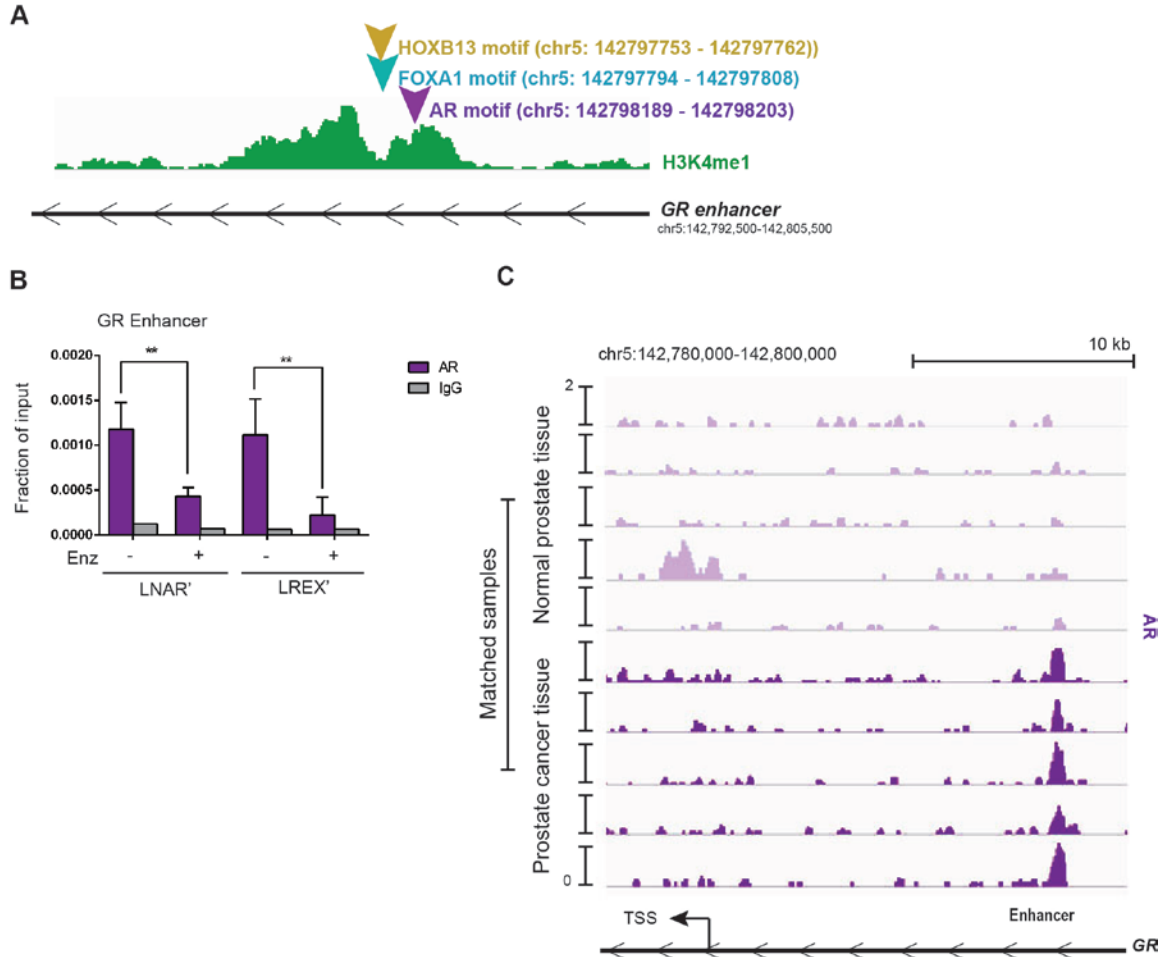 A
HOXB13 motif (chr5: 142797753 - 142797762))
FOXA1 motif (chr5: 142797794 - 142797808)
AR motif (chr5: 142798189 - 142798203)
H3K4me1
GR enhancer
chr5:142,792,500-142,805,500
B
GR Enhancer
Fraction of input
0.0020
0.0015
0.0010
0.0005
0.0000
**
**
AR
IgG
Enz - + - +
LNAR' LREX'
C
chr5:142,780,000-142,800,000
10 kb
2
0
Matched samples
Normal prostate tissue
Prostate cancer tissue
AR
TSS
Enhancer
GR